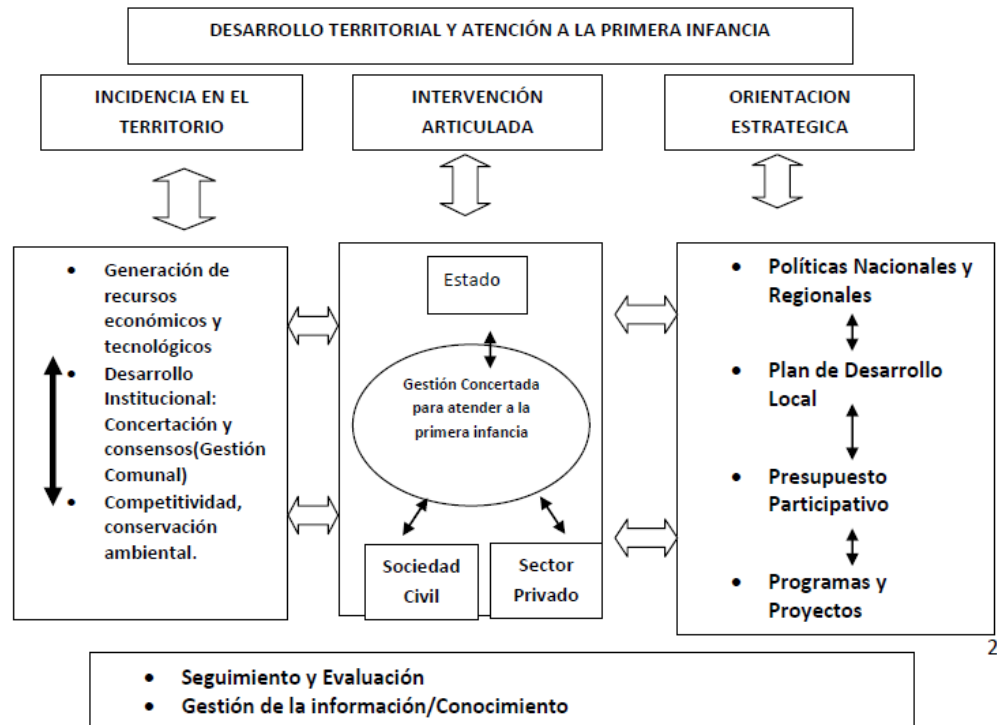 DESARROLLO TERRITORIAL Y ATENCIÓN A LA PRIMERA INFANCIA
INCIDENCIA EN EL
TERRITORIO
INTERVENCIÓN
ARTICULADA
ORIENTACION
ESTRATEGICA
• Generación de
recursos
económicos y
tecnológicos
• Desarrollo
Institucional:
Concertación y
consensos(Gestión
Comunal)
• Competitividad,
conservación
ambiental.
Estado
Gestión Concertada
para atender a la
primera infancia
Sociedad
Civil
Sector
Privado
• Políticas Nacionales y
Regionales
• Plan de Desarrollo
Local
• Presupuesto
Participativo
• Programas y
Proyectos
2
• Seguimiento y Evaluación
• Gestión de la información/Conocimiento